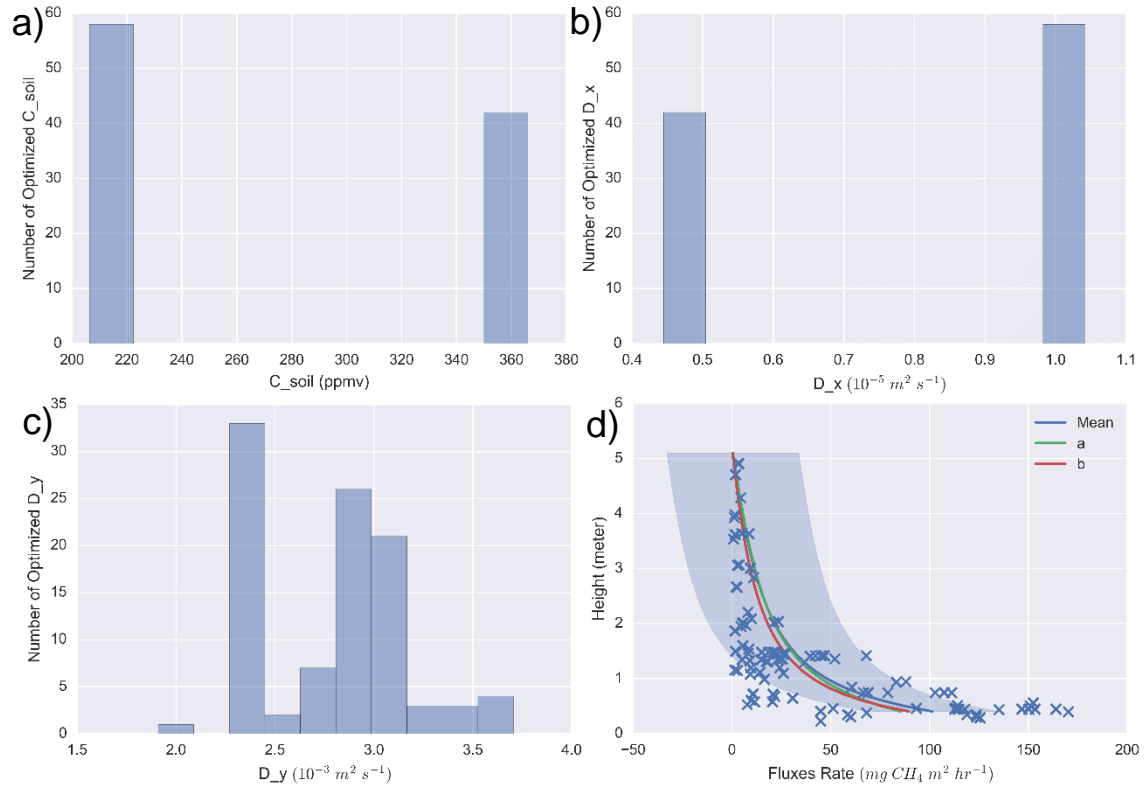 a)
Number of Optimized C_soil
60
50
40
30
20
10
0
200 220 240 260 280 300 320 340 360 380
C_soil (ppmv)
b)
Number of Optimized D_x
60
50
40
30
20
10
0
0.4 0.5 0.6 0.7 0.8 0.9 1.0 1.1
D_x (10⁻⁵ m² s⁻¹)
c)
Number of Optimized D_y
35
30
25
20
15
10
5
0
1.5 2.0 2.5 3.0 3.5 4.0
D_y (10⁻³ m² s⁻¹)
d)
Height (meter)
6
5
4
3
2
1
0
Mean
a
b
−50 0 50 100 150 200
Fluxes Rate (mg CH₄ m² hr⁻¹)